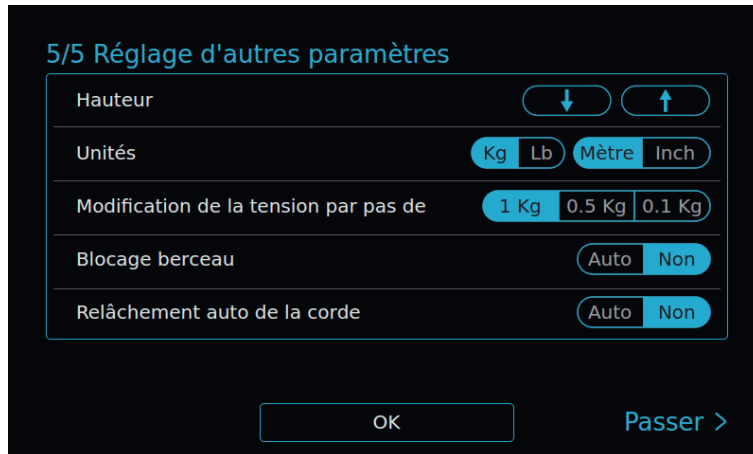 5/5 Réglage d'autres paramètres
Hauteur
Unités Kg Lb Mètre Inch
Modification de la tension par pas de 1 Kg 0.5 Kg 0.1 Kg
Blocage berceau Auto Non
Relâchement auto de la corde Auto Non
OK Passer >